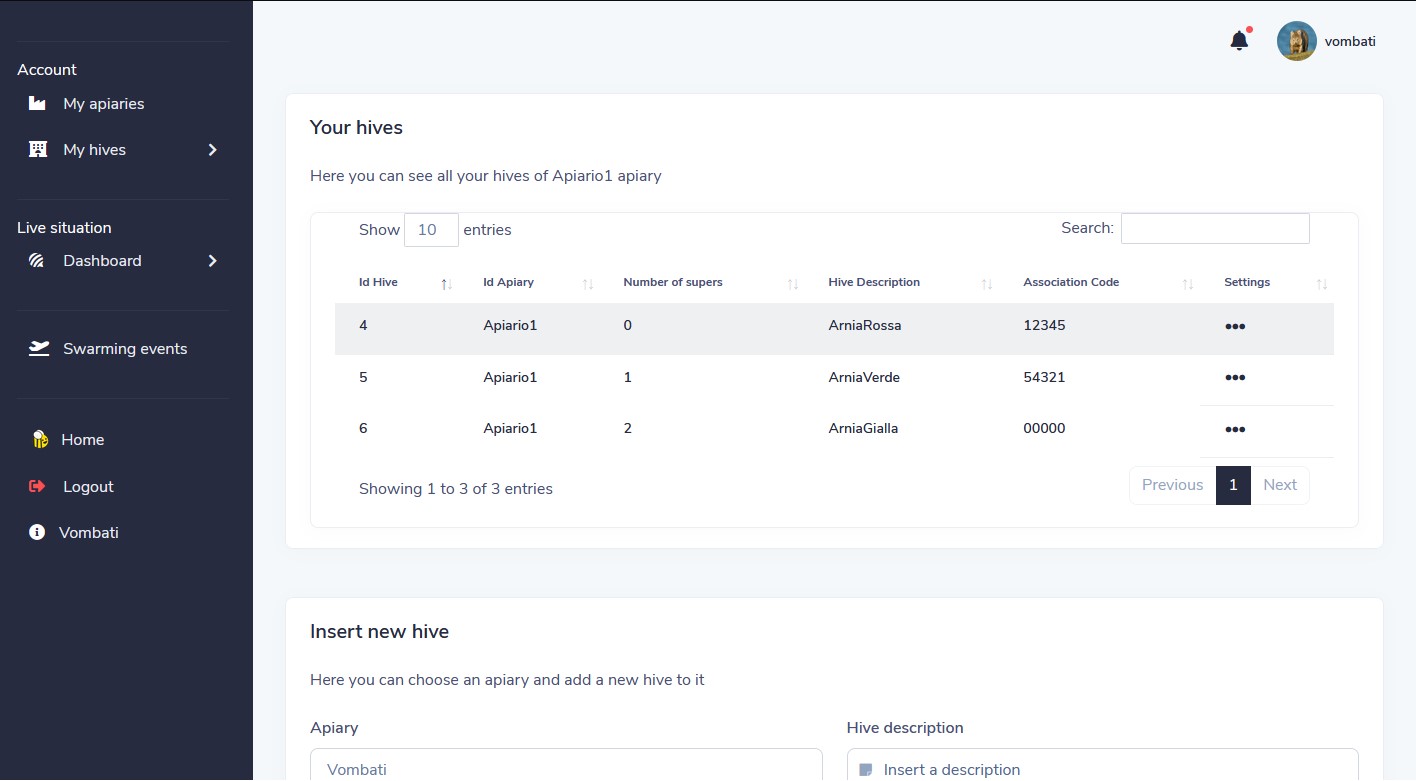 Account
My apiaries
My hives
Live situation
Dashboard
Swarming events
Home
Logout
Vombati
vombati
Your hives
Here you can see all your hives of Apiario1 apiary
Show 10 entries Search:
Id Hive Id Apiary Number of supers Hive Description Association Code Settings
4 Apiario1 0 ArniaRossa 12345
5 Apiario1 1 ArniaVerde 54321
6 Apiario1 2 ArniaGialla 00000
Showing 1 to 3 of 3 entries Previous 1 Next
Insert new hive
Here you can choose an apiary and add a new hive to it
Apiary Hive description
Vombati Insert a description